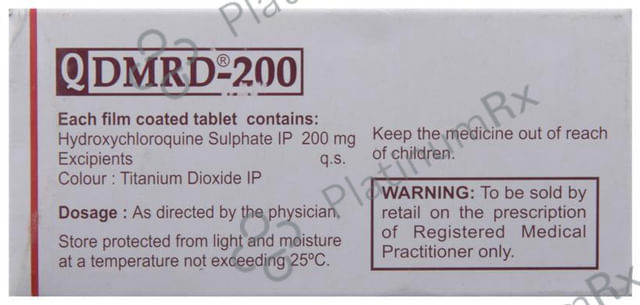 QDMRD®-200
Each film coated tablet contains:
Hydroxychloroquine Sulphate IP 200 mg
Excipients q.s.
Colour : Titanium Dioxide IP
Dosage : As directed by the physician.
Store protected from light and moisture
at a temperature not exceeding 25ºC.
Keep the medicine out of reach
of children.
WARNING: To be sold by
retail on the prescription
of Registered Medical
Practitioner only.
PlatinumRx
PlatinumRx